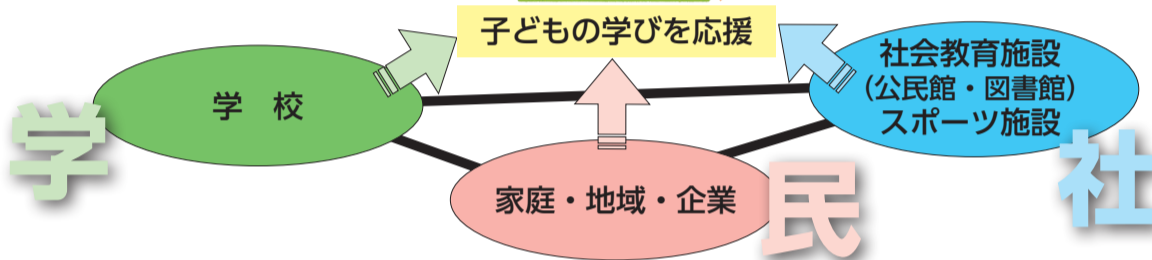 子どもの学びを応援
学 校
社会教育施設
(公民館・図書館)
スポーツ施設
学
家庭・地域・企業
民
社